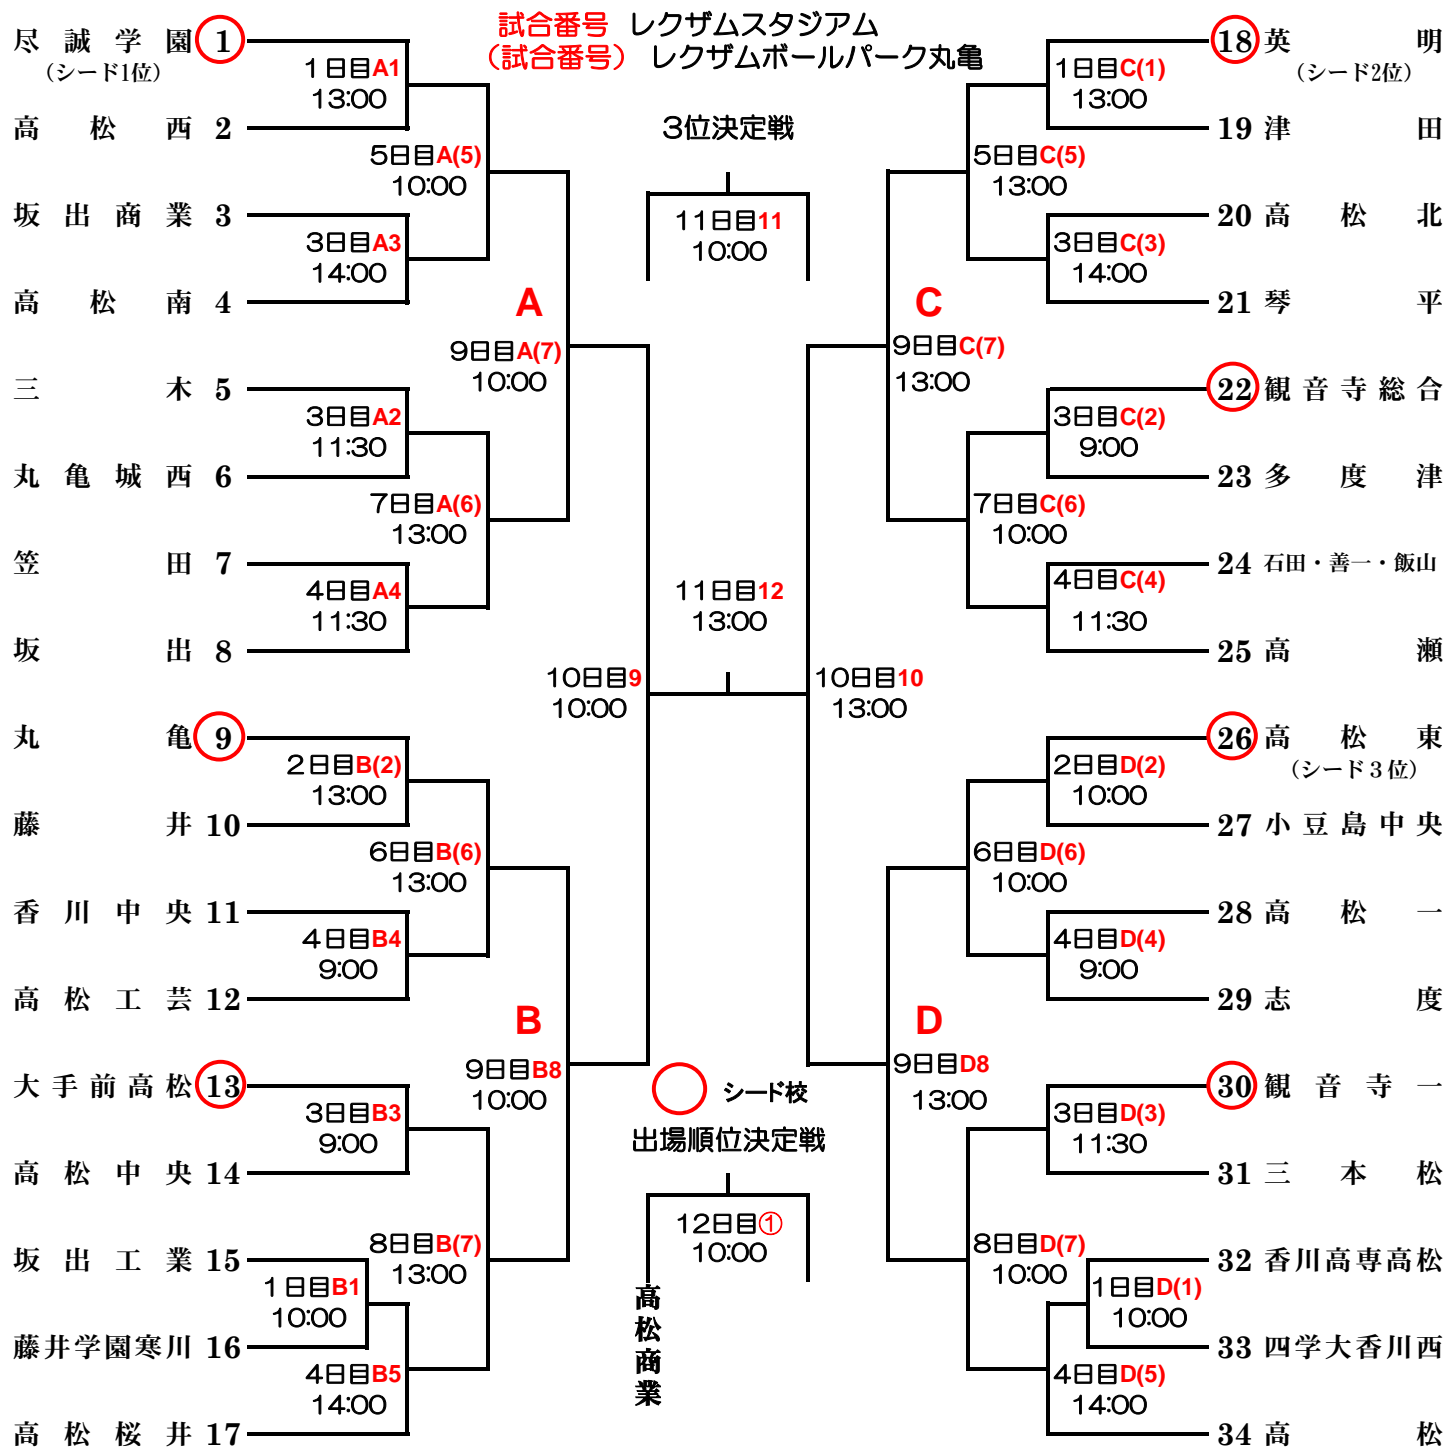 試合番号 レクザムスタジアム
(試合番号) レクザムボールパーク丸亀
尽誠学園 1
(シード1位)
1日目A1
13:00
高松西 2
5日目A(5)
10:00
坂出商業 3
3日目A3
14:00
高松南 4
A
9日目A(7)
10:00
三木 5
3日目A2
11:30
丸亀城西 6
7日目A(6)
13:00
笠田 7
4日目A4
11:30
坂出 8
10日目9
10:00
丸亀 9
2日目B(2)
13:00
藤井 10
6日目B(6)
13:00
香川中央 11
4日目B4
9:00
高松工芸 12
B
9日目B8
10:00
大手前高松 13
3日目B3
9:00
高松中央 14
8日目B(7)
13:00
坂出工業 15
1日目B1
10:00
藤井学園寒川 16
4日目B5
14:00
高松桜井 17
3位決定戦
11日目11
10:00
11日目12
13:00
シード校
出場順位決定戦
12日目①
10:00
高松商業
18 英明
(シード2位)
1日目C(1)
13:00
19 津田
5日目C(5)
13:00
20 高松北
3日目C(3)
14:00
21 琴平
C
9日目C(7)
13:00
22 観音寺総合
3日目C(2)
9:00
23 多度津
7日目C(6)
10:00
24 石田・善一・飯山
4日目C(4)
11:30
25 高瀬
10日目10
13:00
26 高松東
(シード3位)
2日目D(2)
10:00
27 小豆島中央
6日目D(6)
10:00
28 高松一
4日目D(4)
9:00
29 志度
D
9日目D8
13:00
30 観音寺一
3日目D(3)
11:30
31 三本松
8日目D(7)
10:00
32 香川高専高松
1日目D(1)
10:00
33 四学大香川西
4日目D(5)
14:00
34 高松